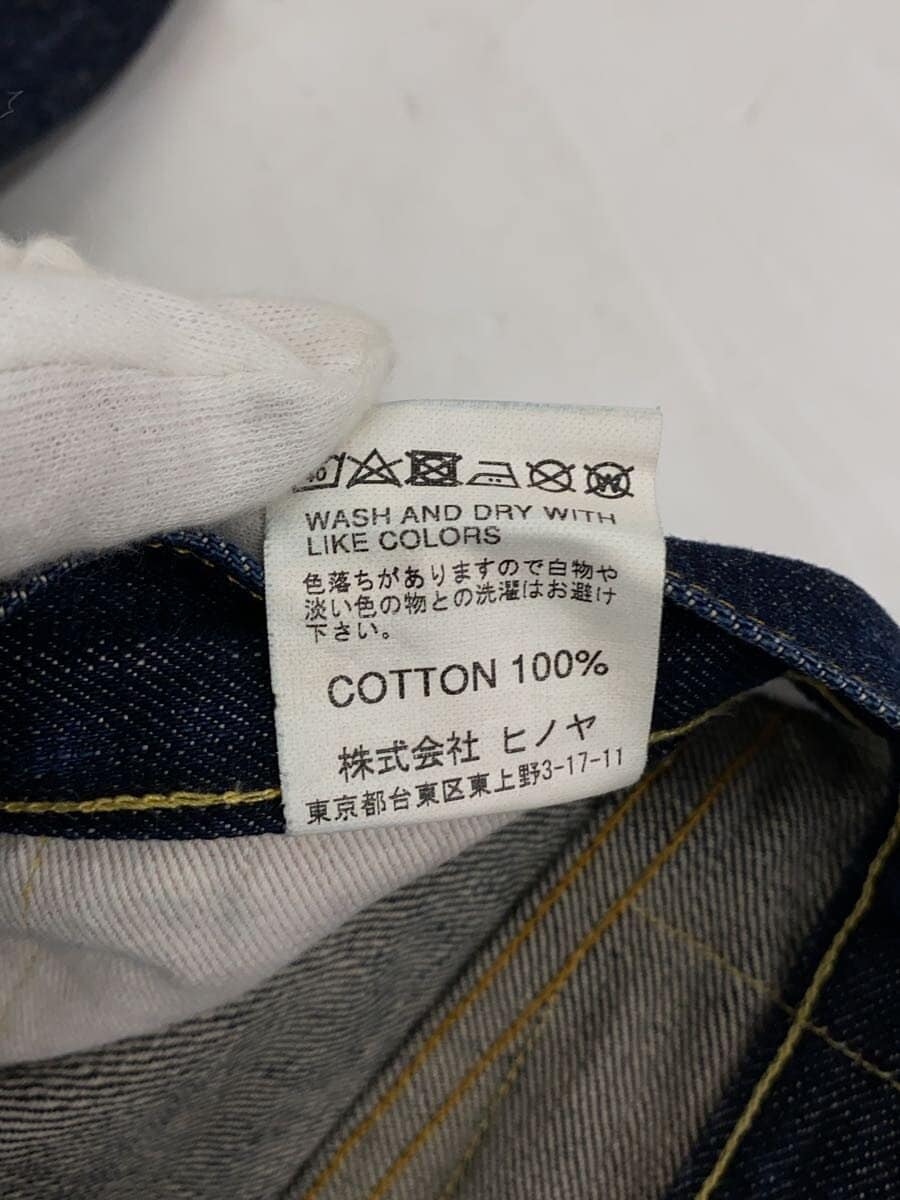 40
WASH AND DRY WITH
LIKE COLORS
色落ちがありますので白物や
淡い色の物との洗濯はお避け
下さい。
COTTON 100%
株式会社 ヒノヤ
東京都台東区東上野3-17-11